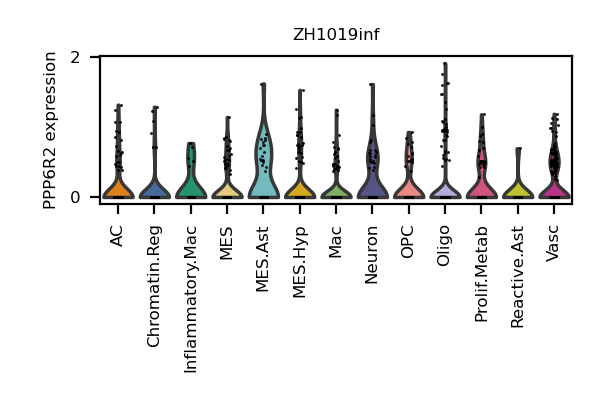 ZH1019inf
PPP6R2 expression
2
0
AC
Chromatin.Reg
Inflammatory.Mac
MES
MES.Ast
MES.Hyp
Mac
Neuron
OPC
Oligo
Prolif.Metab
Reactive.Ast
Vasc